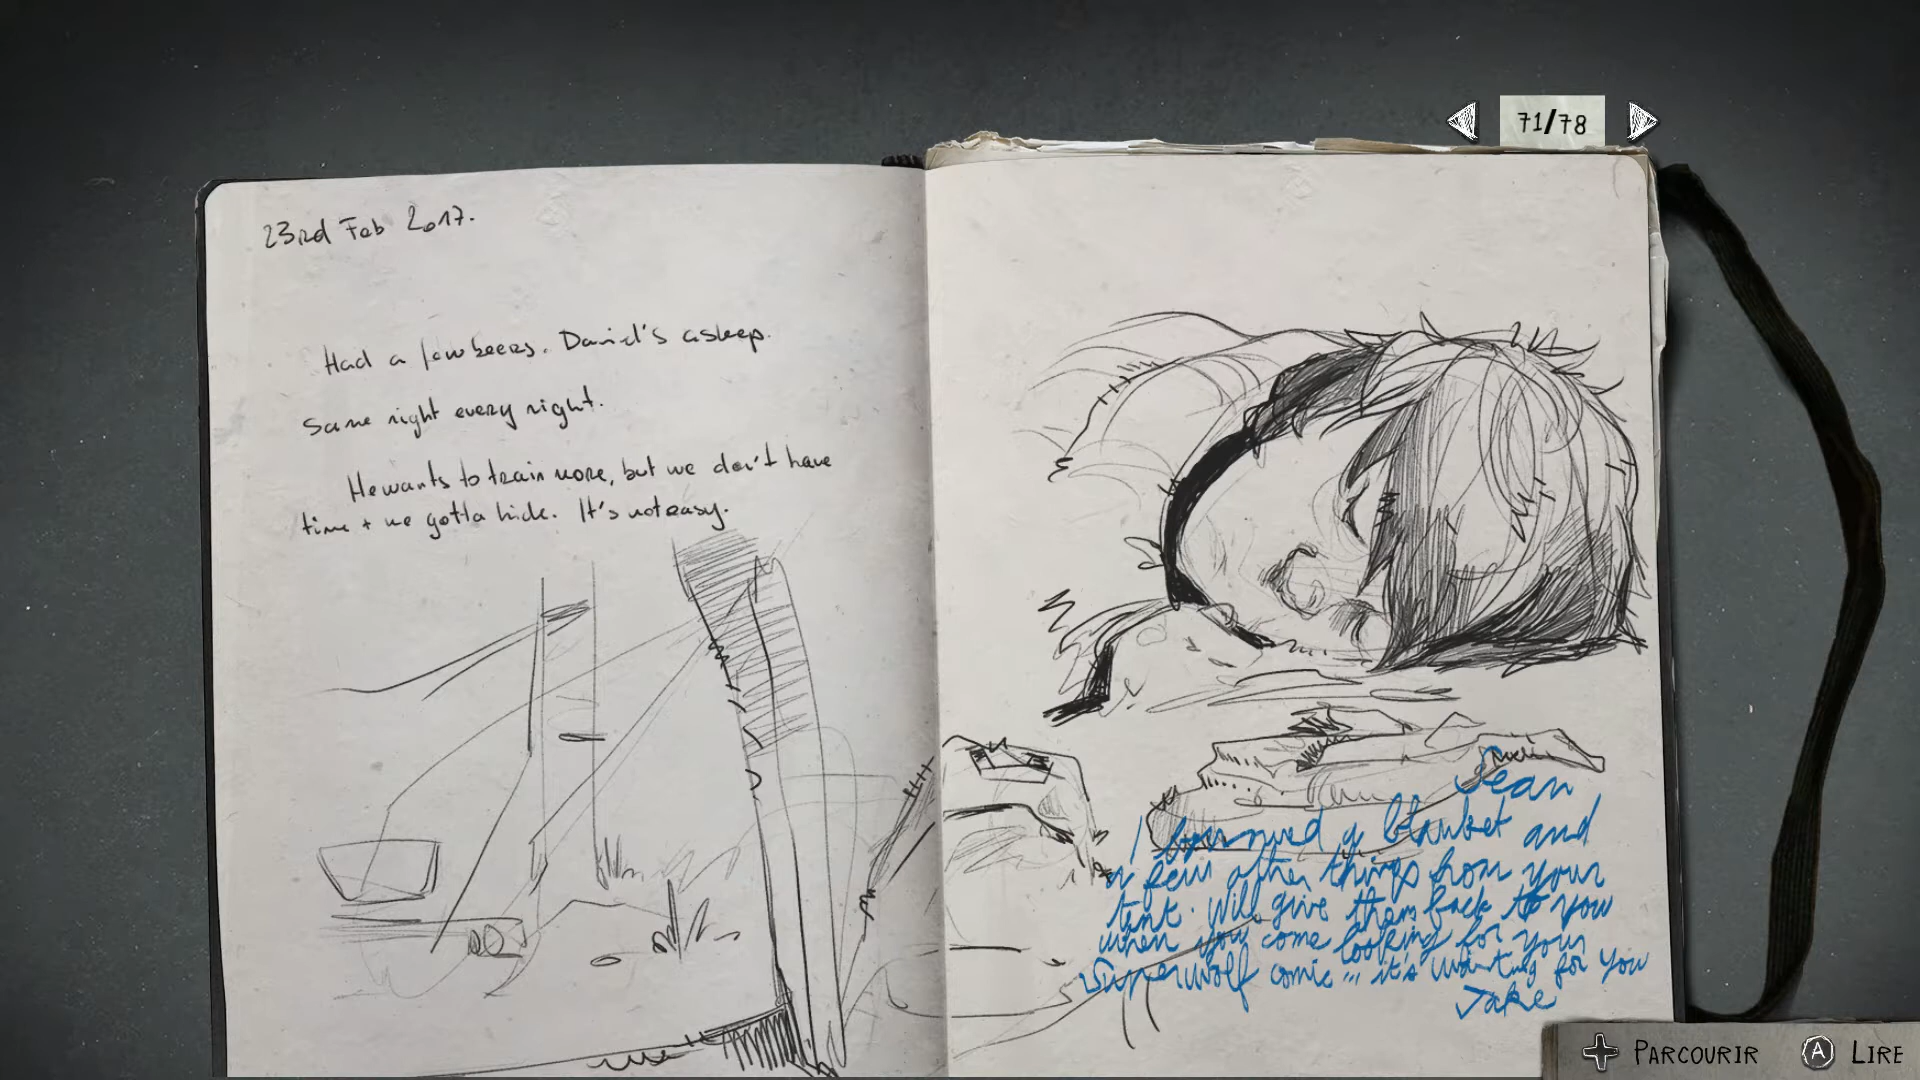 71/78
23rd Feb 2017.
Had a few beers. Daniel's asleep.
Same night every night.
He wants to train more, but we don't have
time + we gotta hide. It's not easy.
Sean
I borrowed a blanket and
a few other things from your
tent. Will give them back to you
when you come looking for your
Superwolf comic... it's waiting for you
Jake
PARCOURIR
A LIRE